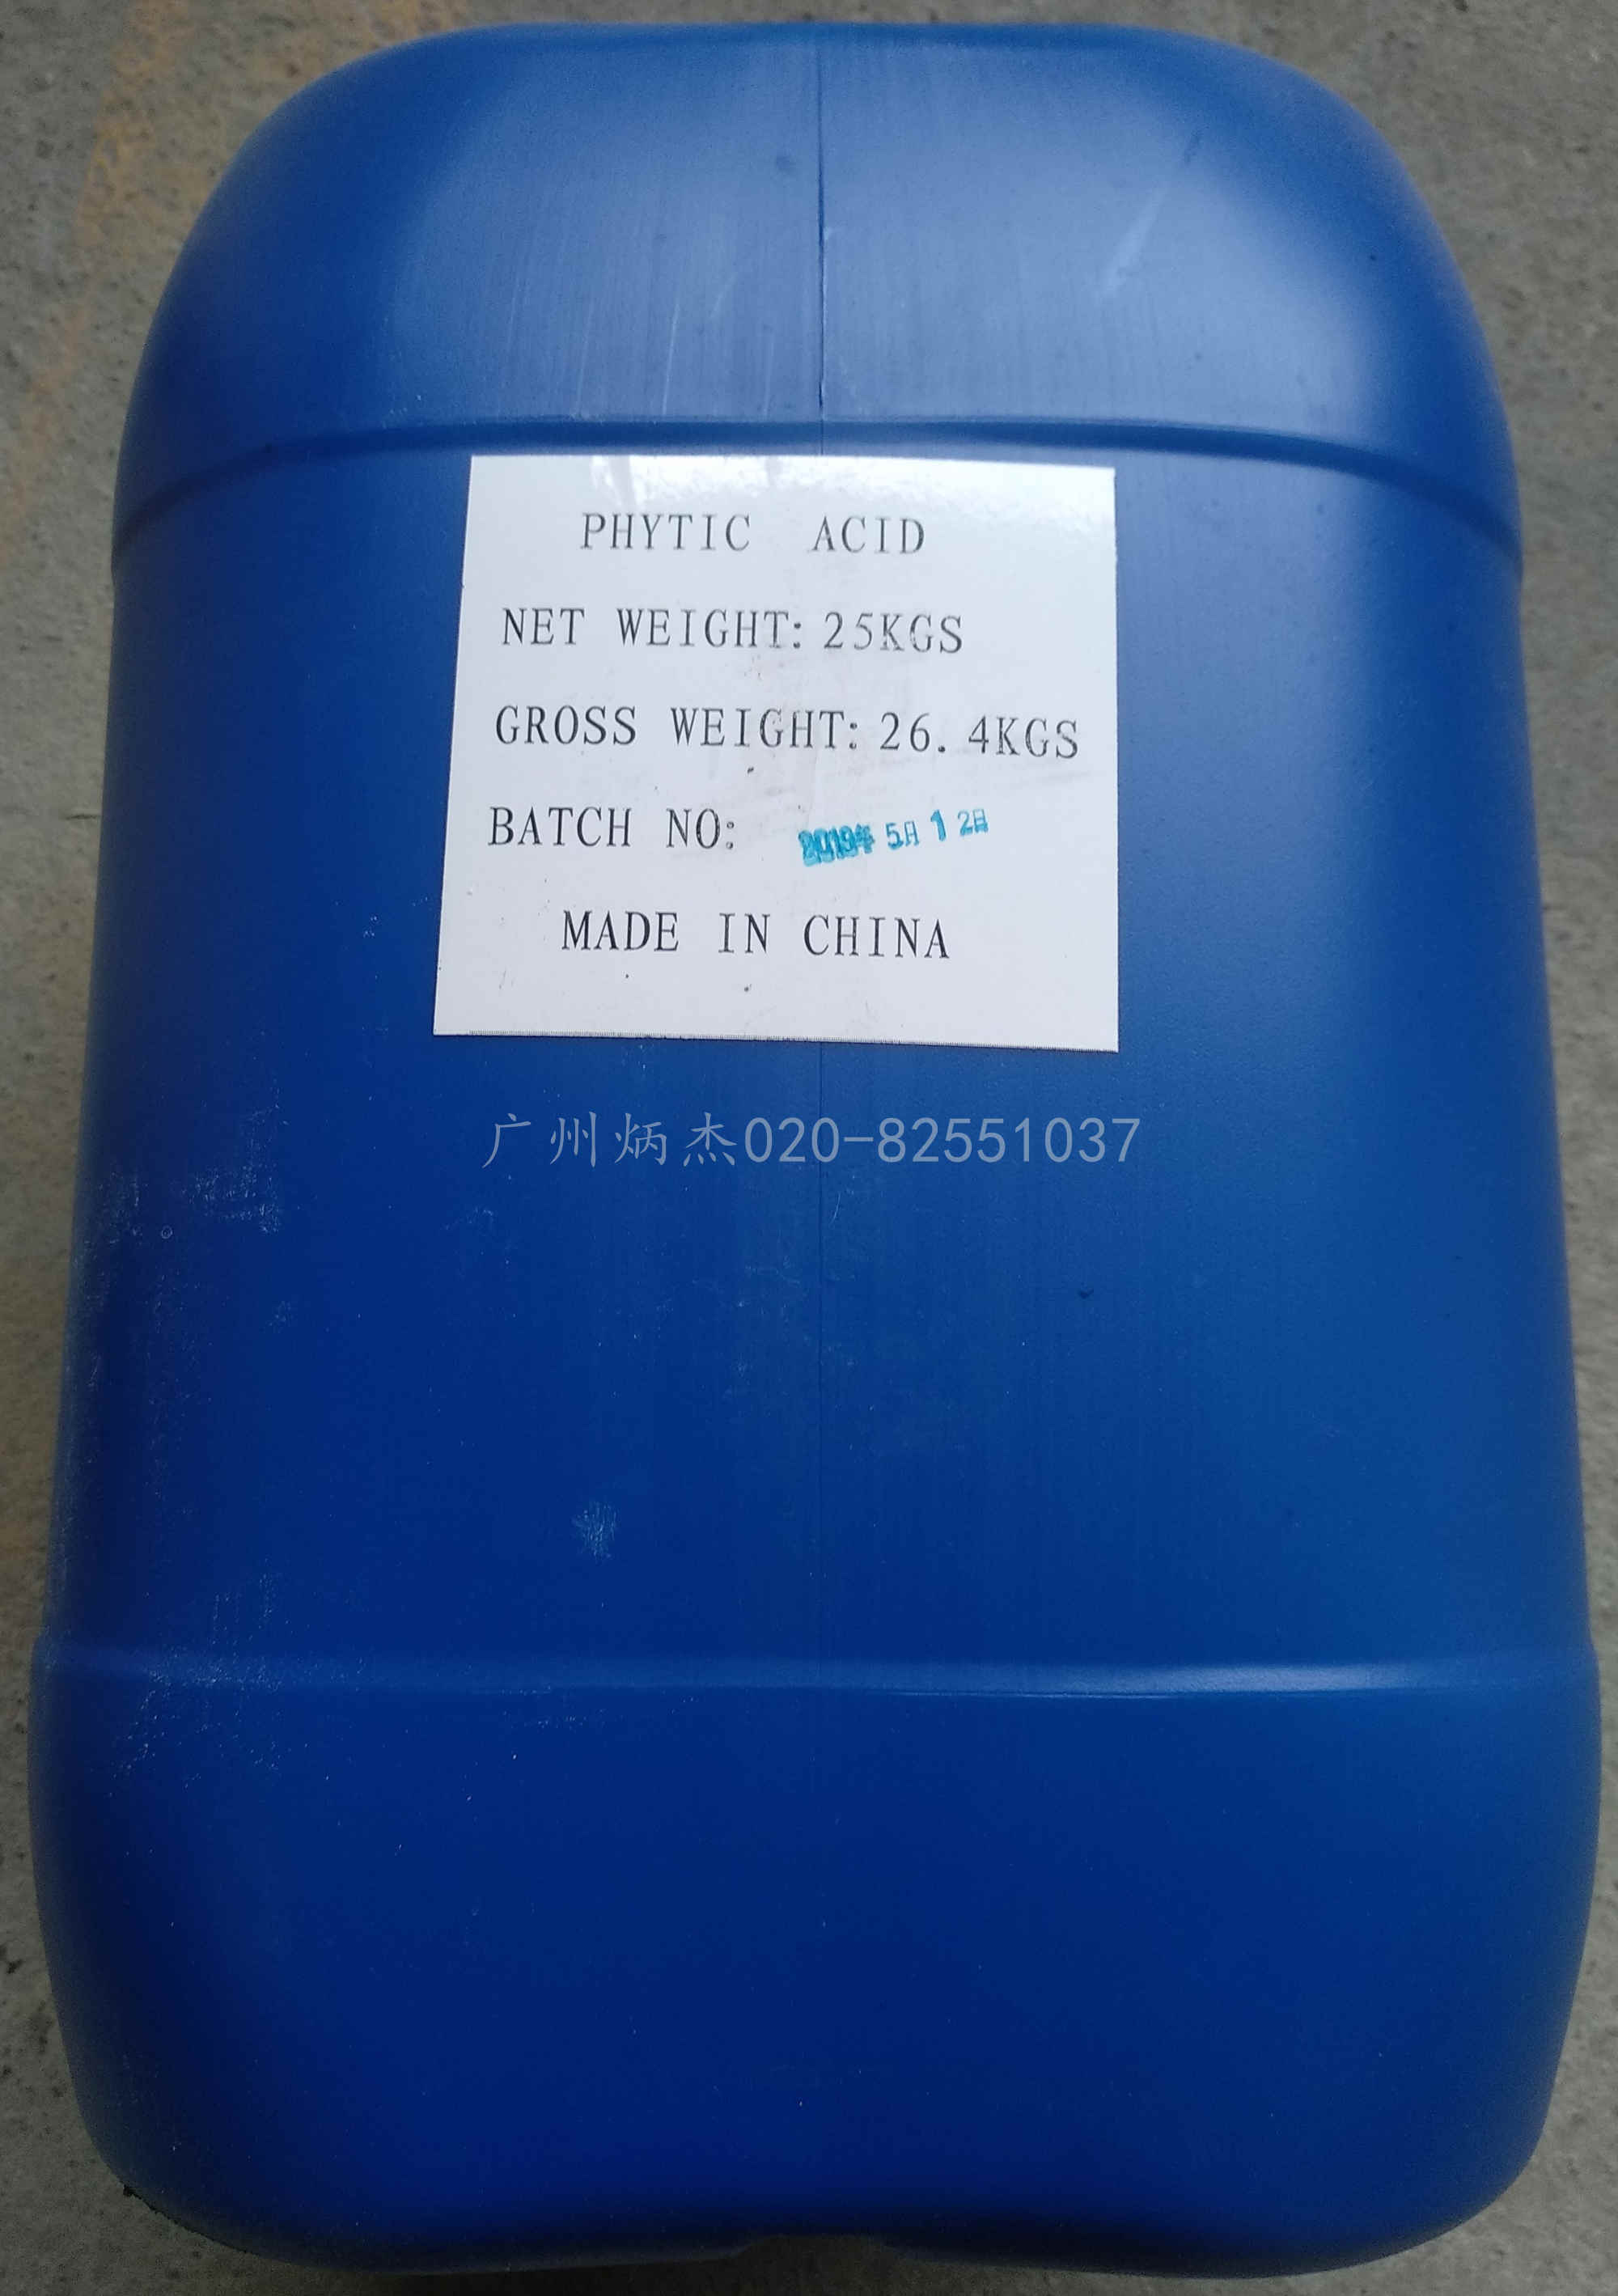 PHYTIC ACID
NET WEIGHT: 25KGS
GROSS WEIGHT: 26.4KGS
BATCH NO: 2019年 5月 12日
MADE IN CHINA
广州炳杰020-82551037